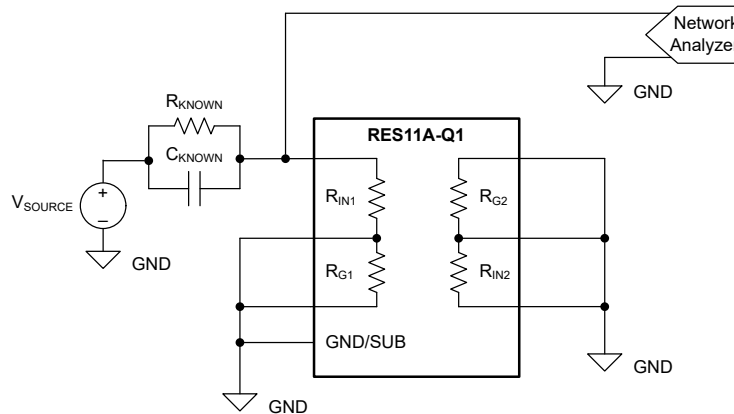 Network
Analyzer
GND
RKNOWN
CKNOWN
RES11A-Q1
VSOURCE
+
−
GND
RIN1
RG2
RG1
RIN2
GND/SUB
GND
GND